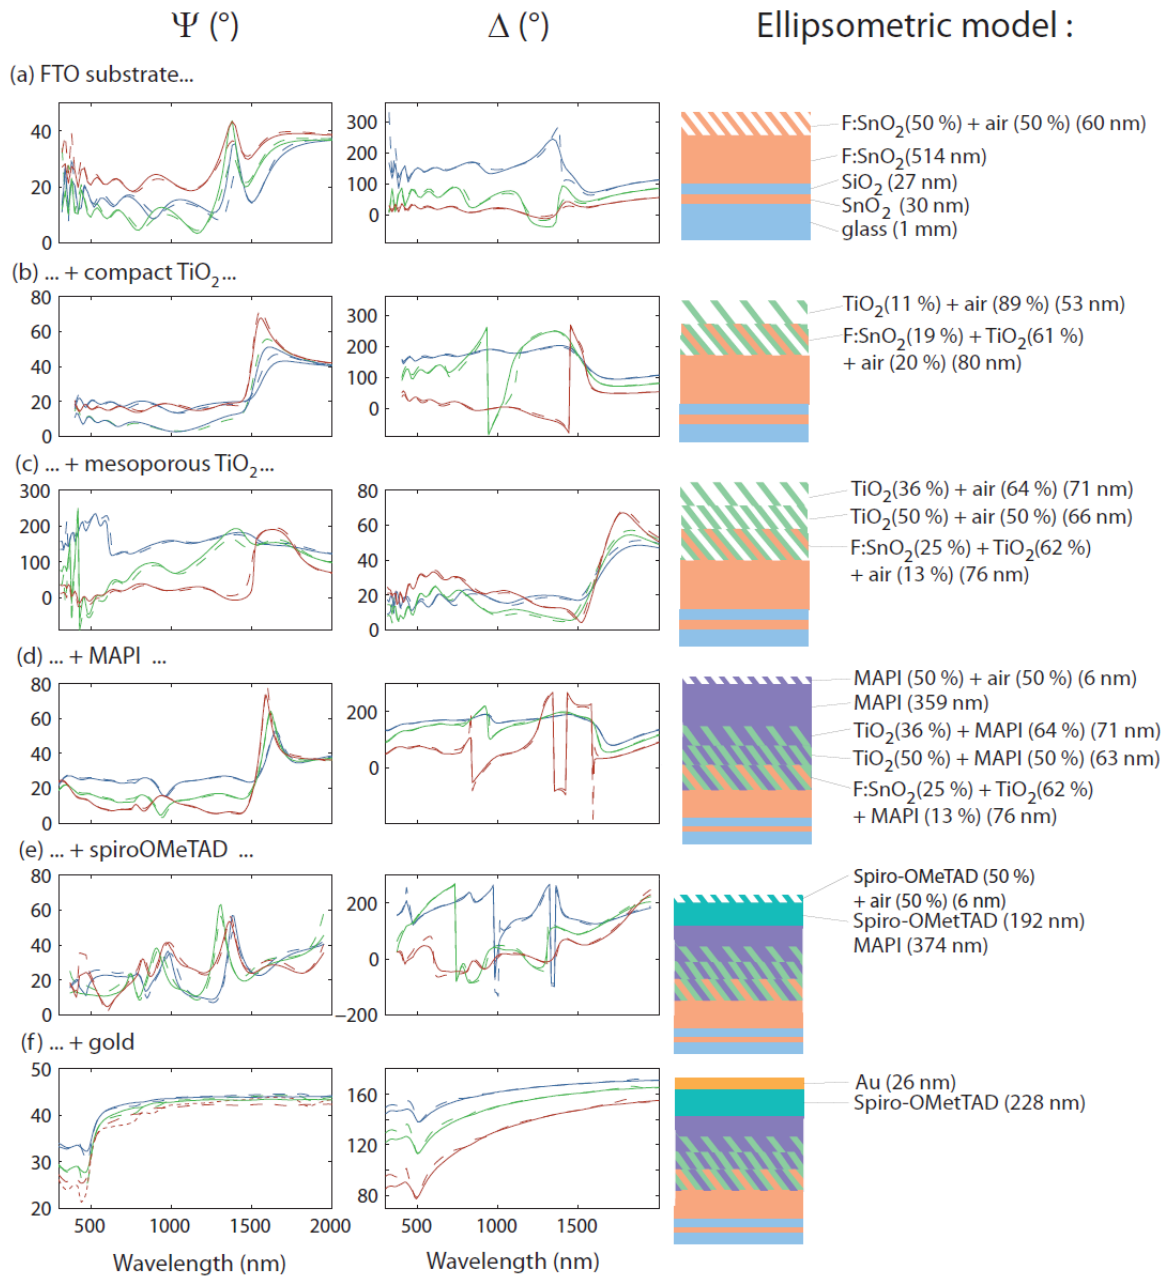 Ψ (°) Δ (°) Ellipsometric model :
(a) FTO substrate...
40
20
0
300
200
100
0
F:SnO₂(50 %) + air (50 %) (60 nm)
F:SnO₂(514 nm)
SiO₂ (27 nm)
SnO₂ (30 nm)
glass (1 mm)
(b) ... + compact TiO₂...
80
60
40
20
0
300
200
100
0
TiO₂(11 %) + air (89 %) (53 nm)
F:SnO₂(19 %) + TiO₂(61 %)
+ air (20 %) (80 nm)
(c) ... + mesoporous TiO₂...
300
200
100
0
80
60
40
20
0
TiO₂(36 %) + air (64 %) (71 nm)
TiO₂(50 %) + air (50 %) (66 nm)
F:SnO₂(25 %) + TiO₂(62 %)
+ air (13 %) (76 nm)
(d) ... + MAPI ...
80
60
40
20
0
200
0
MAPI (50 %) + air (50 %) (6 nm)
MAPI (359 nm)
TiO₂(36 %) + MAPI (64 %) (71 nm)
TiO₂(50 %) + MAPI (50 %) (63 nm)
F:SnO₂(25 %) + TiO₂(62 %)
+ MAPI (13 %) (76 nm)
(e) ... + spiroOMeTAD ...
80
60
40
20
0
200
0
−200
Spiro-OMeTAD (50 %)
+ air (50 %) (6 nm)
Spiro-OMetTAD (192 nm)
MAPI (374 nm)
(f) ... + gold
50
40
30
20
160
120
80
Au (26 nm)
Spiro-OMetTAD (228 nm)
500 1000 1500 2000
500 1000 1500
Wavelength (nm) Wavelength (nm)